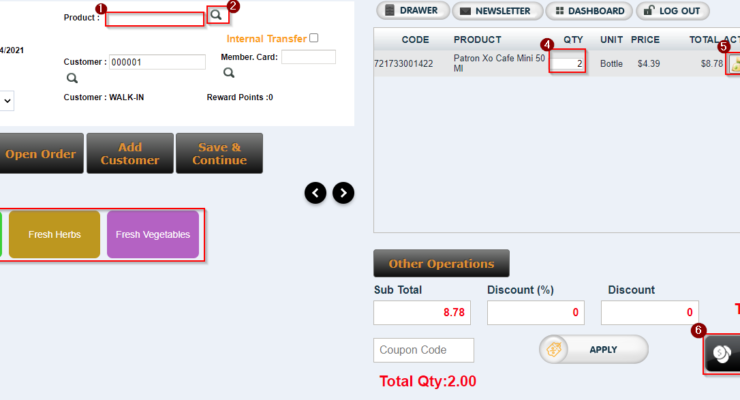 1
Product :
2
Internal Transfer
4/2021
Customer : 000001
Member. Card:
Customer : WALK-IN
Reward Points :0
Open Order
Add
Customer
Save &
Continue
Fresh Herbs
Fresh Vegetables
DRAWER
NEWSLETTER
DASHBOARD
LOG OUT
CODE PRODUCT QTY UNIT PRICE TOTAL ACT
4
5
721733001422 Patron Xo Cafe Mini 50 Ml 2 Bottle $4.39 $8.78
Other Operations
Sub Total Discount (%) Discount
8.78 0 0
6
Coupon Code
APPLY
Total Qty:2.00